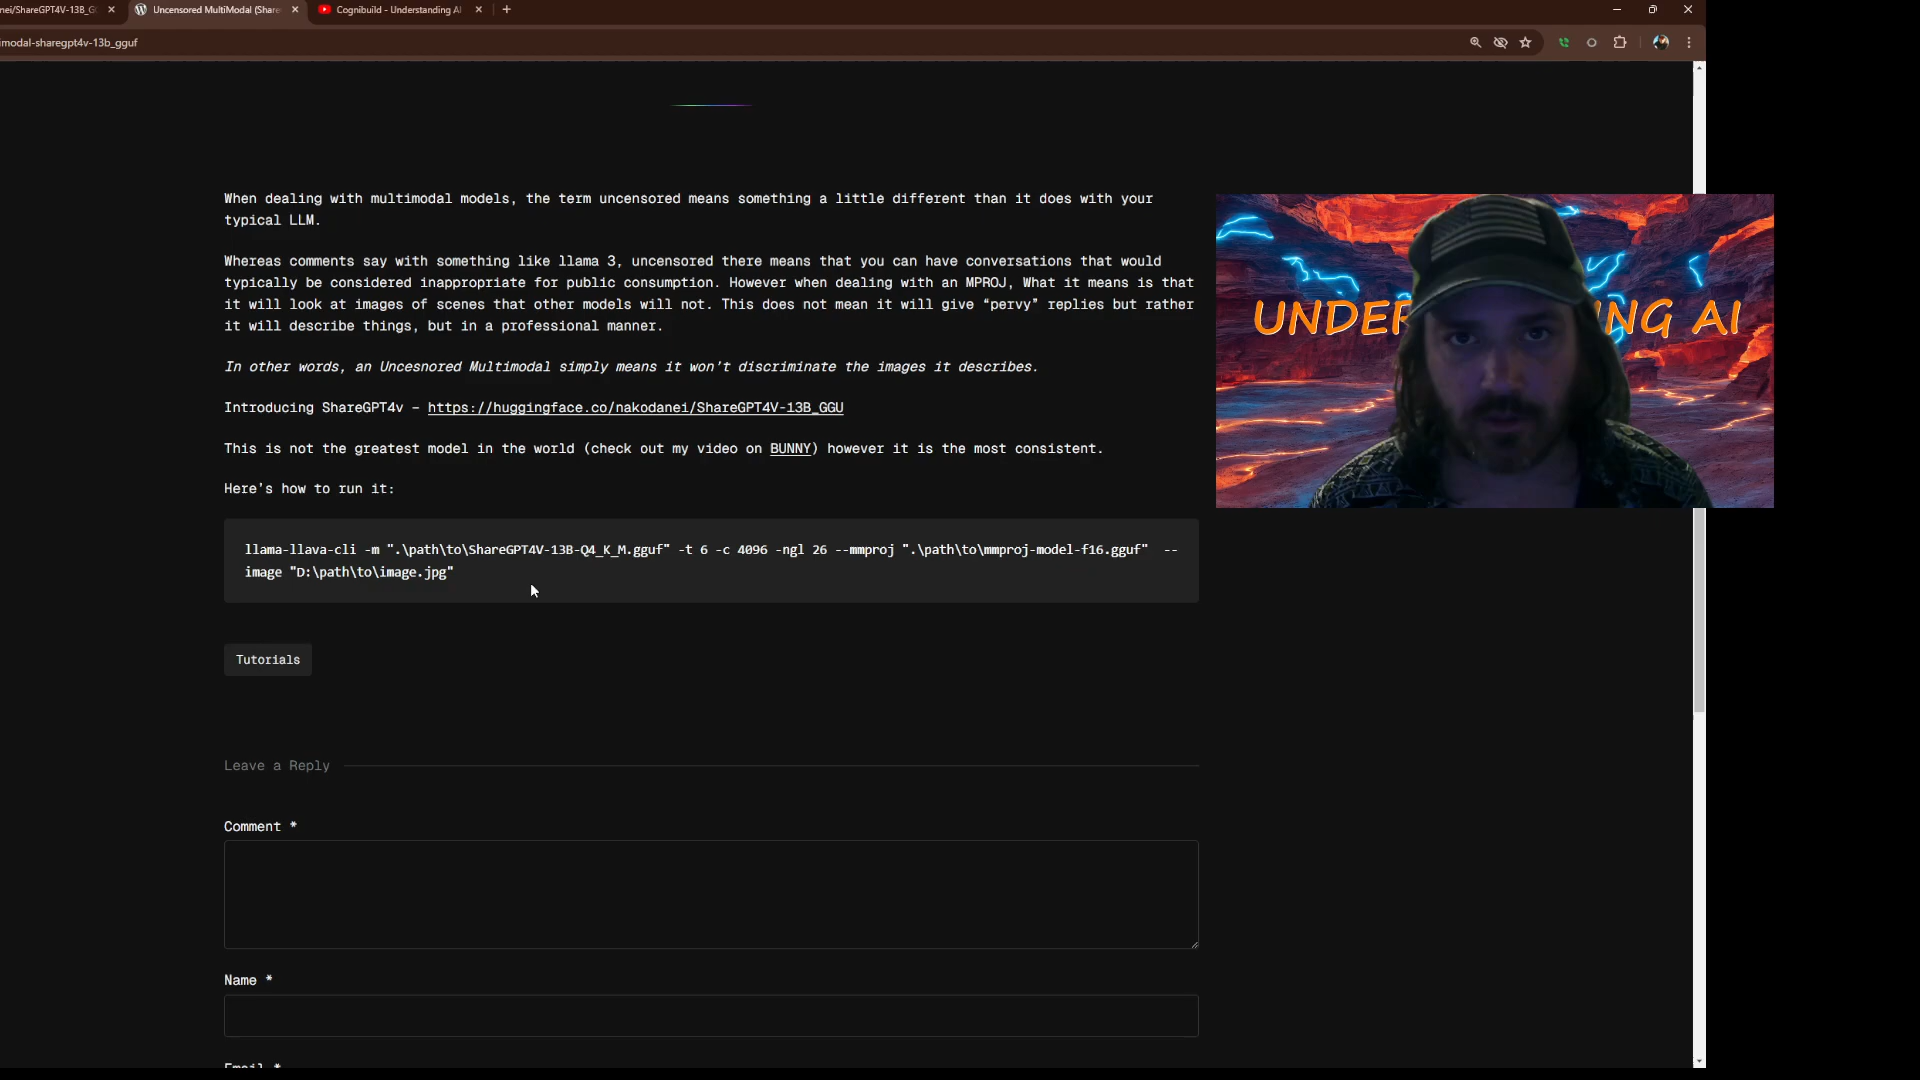 nei/ShareGPT4V-13B_G
Uncensored MultiModal (Share
Cognibuild - Understanding AI
imodal-sharegpt4v-13b_gguf
When dealing with multimodal models, the term uncensored means something a little different than it does with your
typical LLM.
Whereas comments say with something like llama 3, uncensored there means that you can have conversations that would
typically be considered inappropriate for public consumption. However when dealing with an MPROJ, What it means is that
it will look at images of scenes that other models will not. This does not mean it will give “pervy” replies but rather
it will describe things, but in a professional manner.
In other words, an Uncesnored Multimodal simply means it won’t discriminate the images it describes.
Introducing ShareGPT4v – https://huggingface.co/nakodanei/ShareGPT4V-13B_GGU
This is not the greatest model in the world (check out my video on BUNNY) however it is the most consistent.
Here’s how to run it:
llama-llava-cli -m ".\path\to\ShareGPT4V-13B-Q4_K_M.gguf" -t 6 -c 4096 -ngl 26 --mmproj ".\path\to\mmproj-model-f16.gguf" --
image "D:\path\to\image.jpg"
Tutorials
Leave a Reply
Comment *
Name *
Email *
UNDER NG AI